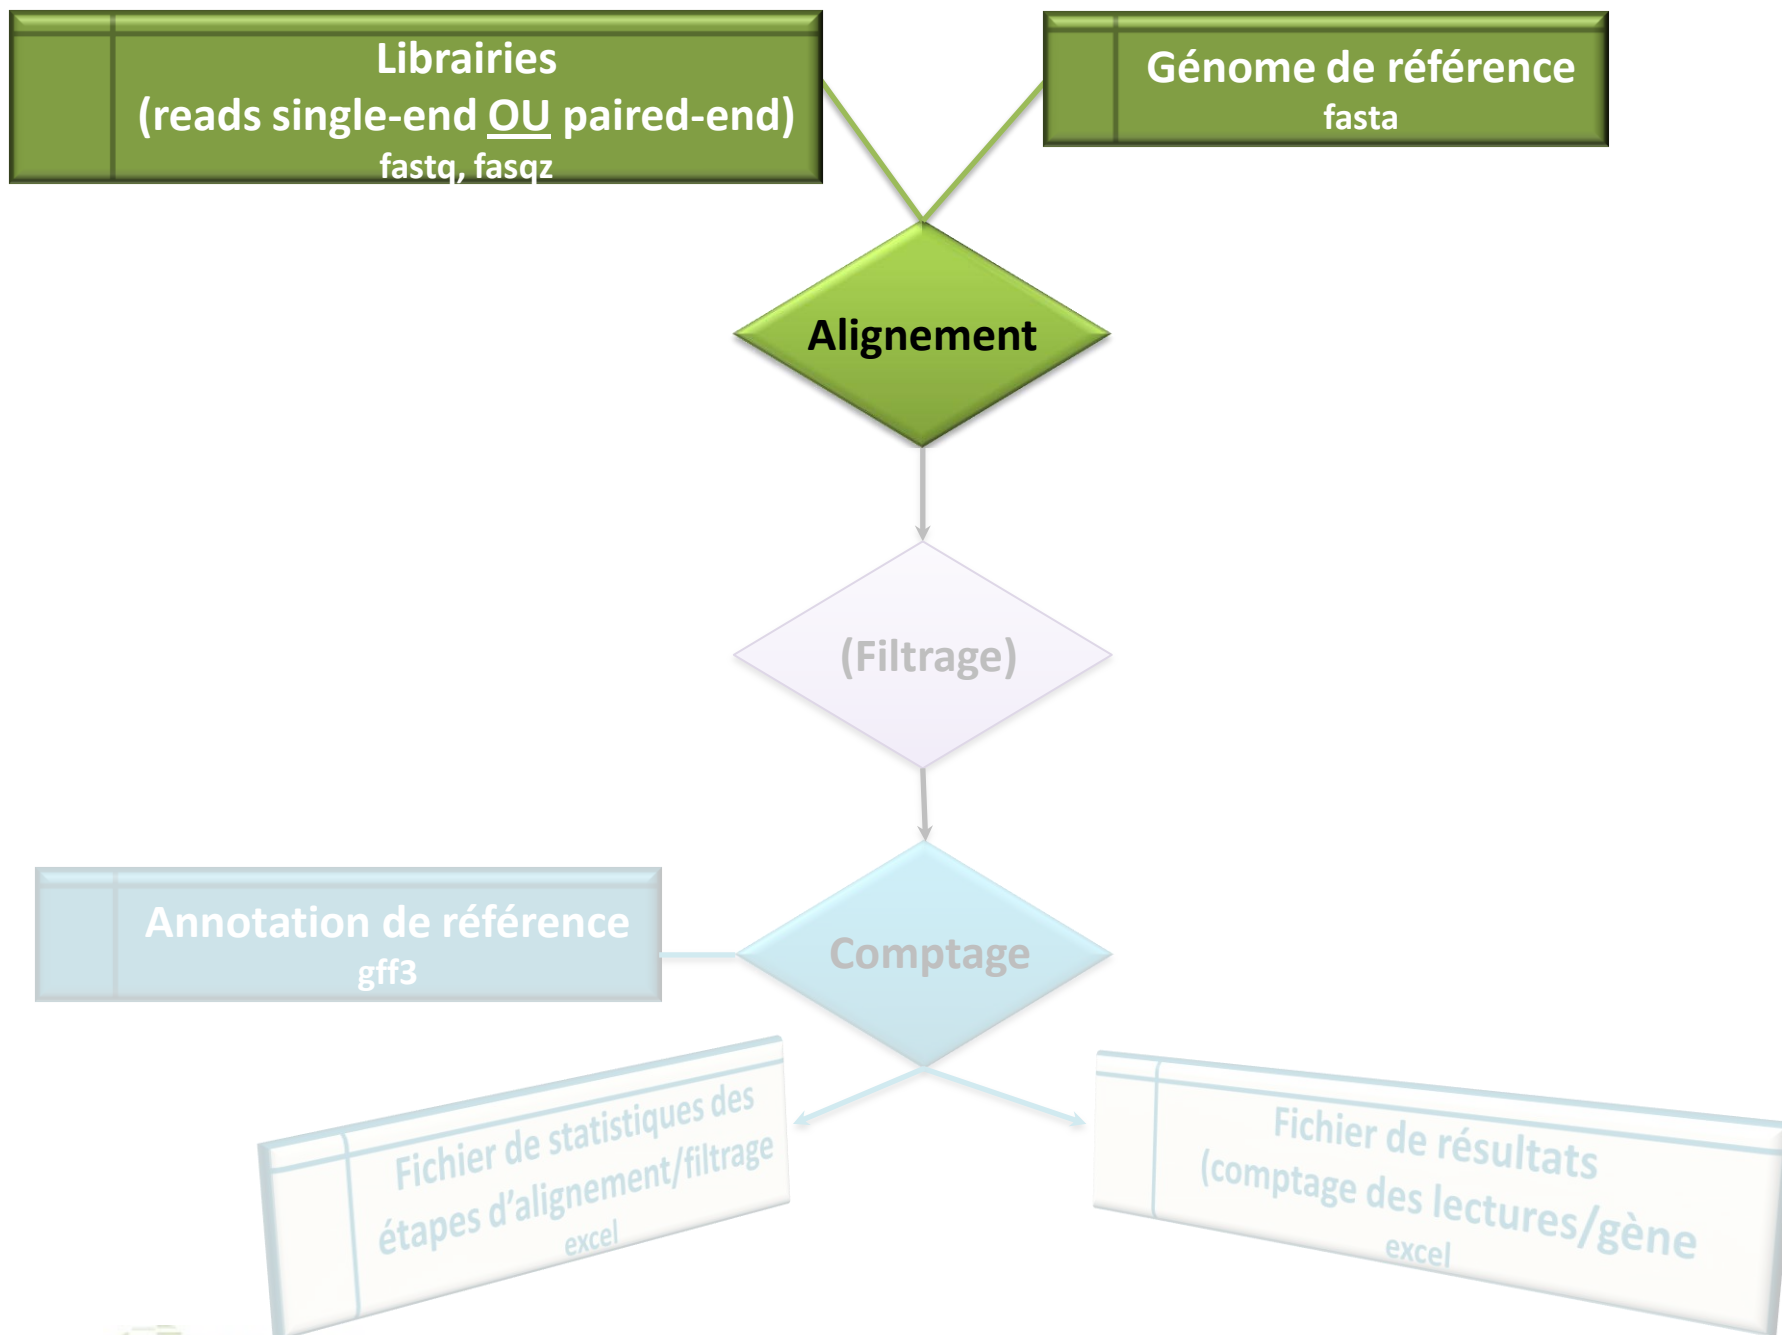 Librairies
(reads single-end OU paired-end)
fastq, fasqz
Génome de référence
fasta
Alignement
(Filtrage)
Annotation de référence
gff3
Comptage
Fichier de statistiques des
étapes d’alignement/filtrage
excel
Fichier de résultats
(comptage des lectures/gène
excel